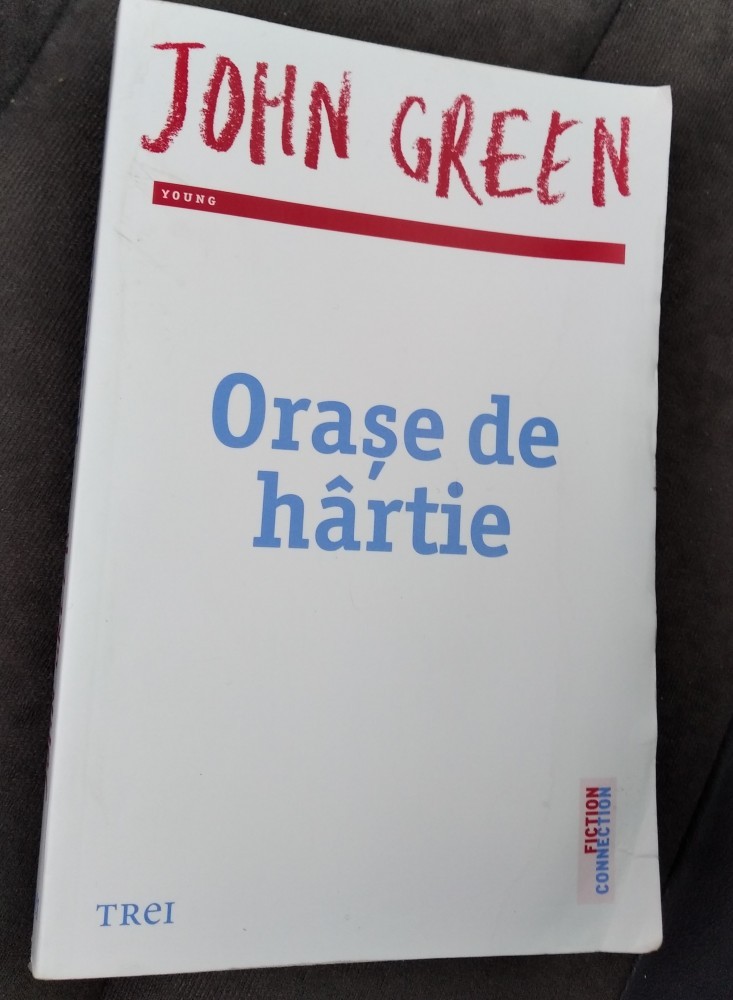 JOHN GREEN
YOUNG
Orașe de
hârtie
FICTION
CONNECTION
TREI